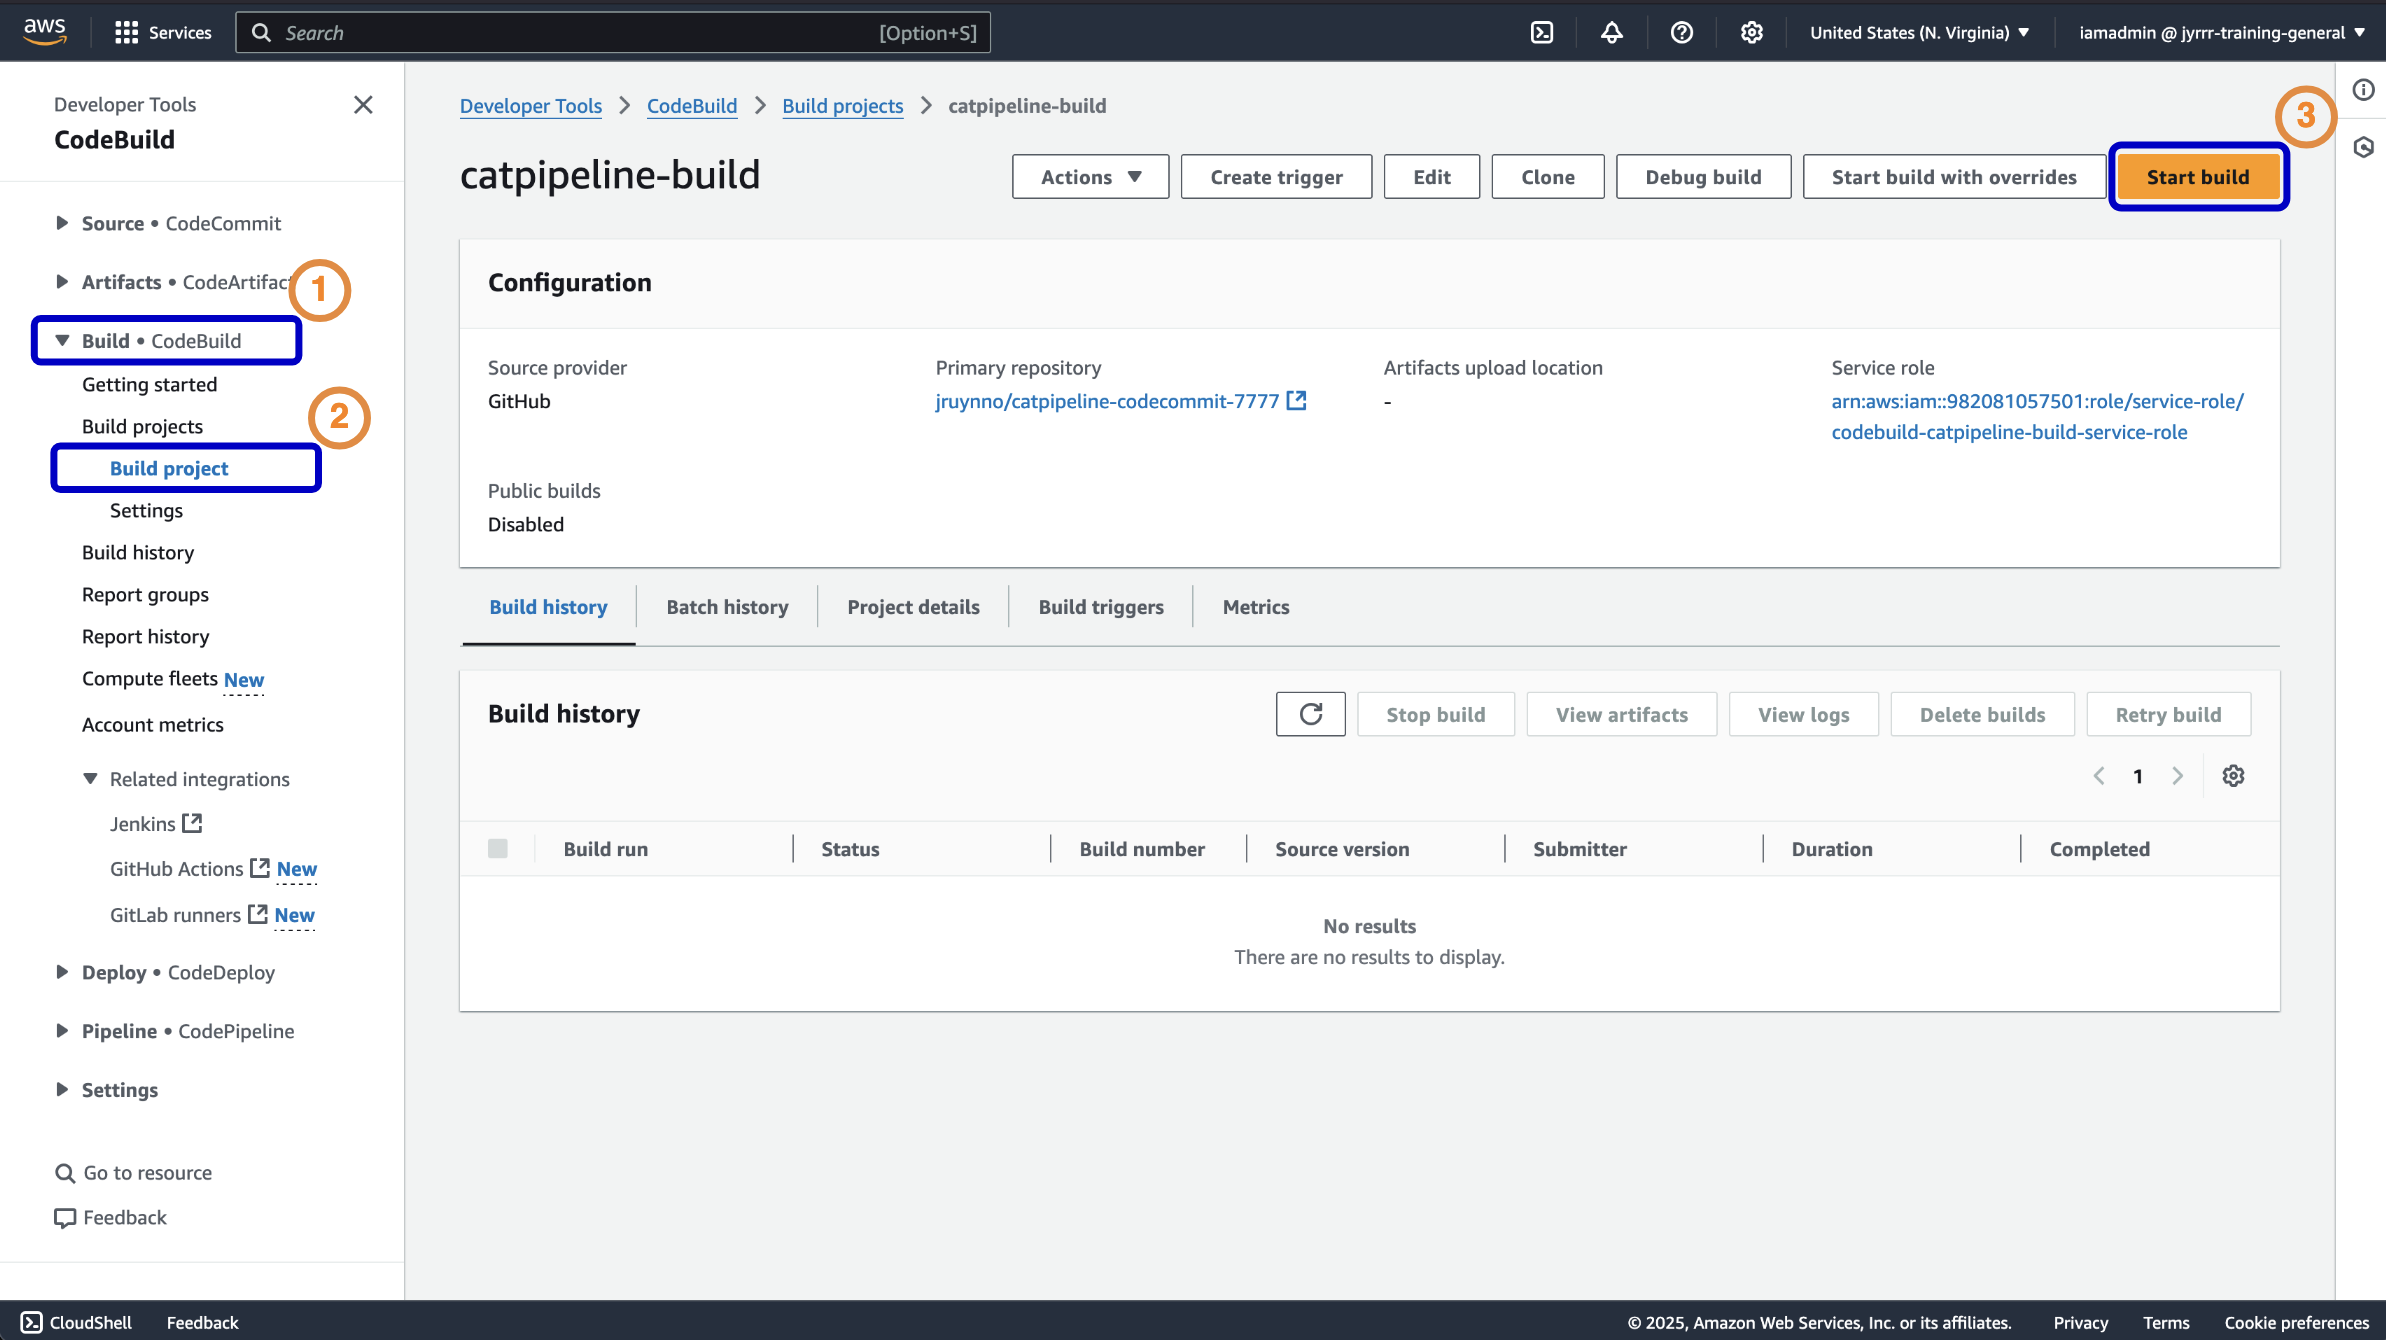 aws
Services
Search
[Option+S]
United States (N. Virginia)
iamadmin @ jyrrr-training-general
Developer Tools
CodeBuild
Source • CodeCommit
Artifacts • CodeArtifact
1
Build • CodeBuild
Getting started
Build projects
2
Build project
Settings
Build history
Report groups
Report history
Compute fleets New
Account metrics
Related integrations
Jenkins
GitHub Actions New
GitLab runners New
Deploy • CodeDeploy
Pipeline • CodePipeline
Settings
Go to resource
Feedback
Developer Tools > CodeBuild > Build projects > catpipeline-build
3
catpipeline-build
Actions
Create trigger
Edit
Clone
Debug build
Start build with overrides
Start build
Configuration
Source provider
GitHub
Primary repository
jruynno/catpipeline-codecommit-7777
Artifacts upload location
-
Service role
arn:aws:iam::982081057501:role/service-role/
codebuild-catpipeline-build-service-role
Public builds
Disabled
Build history
Batch history
Project details
Build triggers
Metrics
Build history
Stop build
View artifacts
View logs
Delete builds
Retry build
1
Build run
Status
Build number
Source version
Submitter
Duration
Completed
No results
There are no results to display.
CloudShell
Feedback
© 2025, Amazon Web Services, Inc. or its affiliates.
Privacy
Terms
Cookie preferences